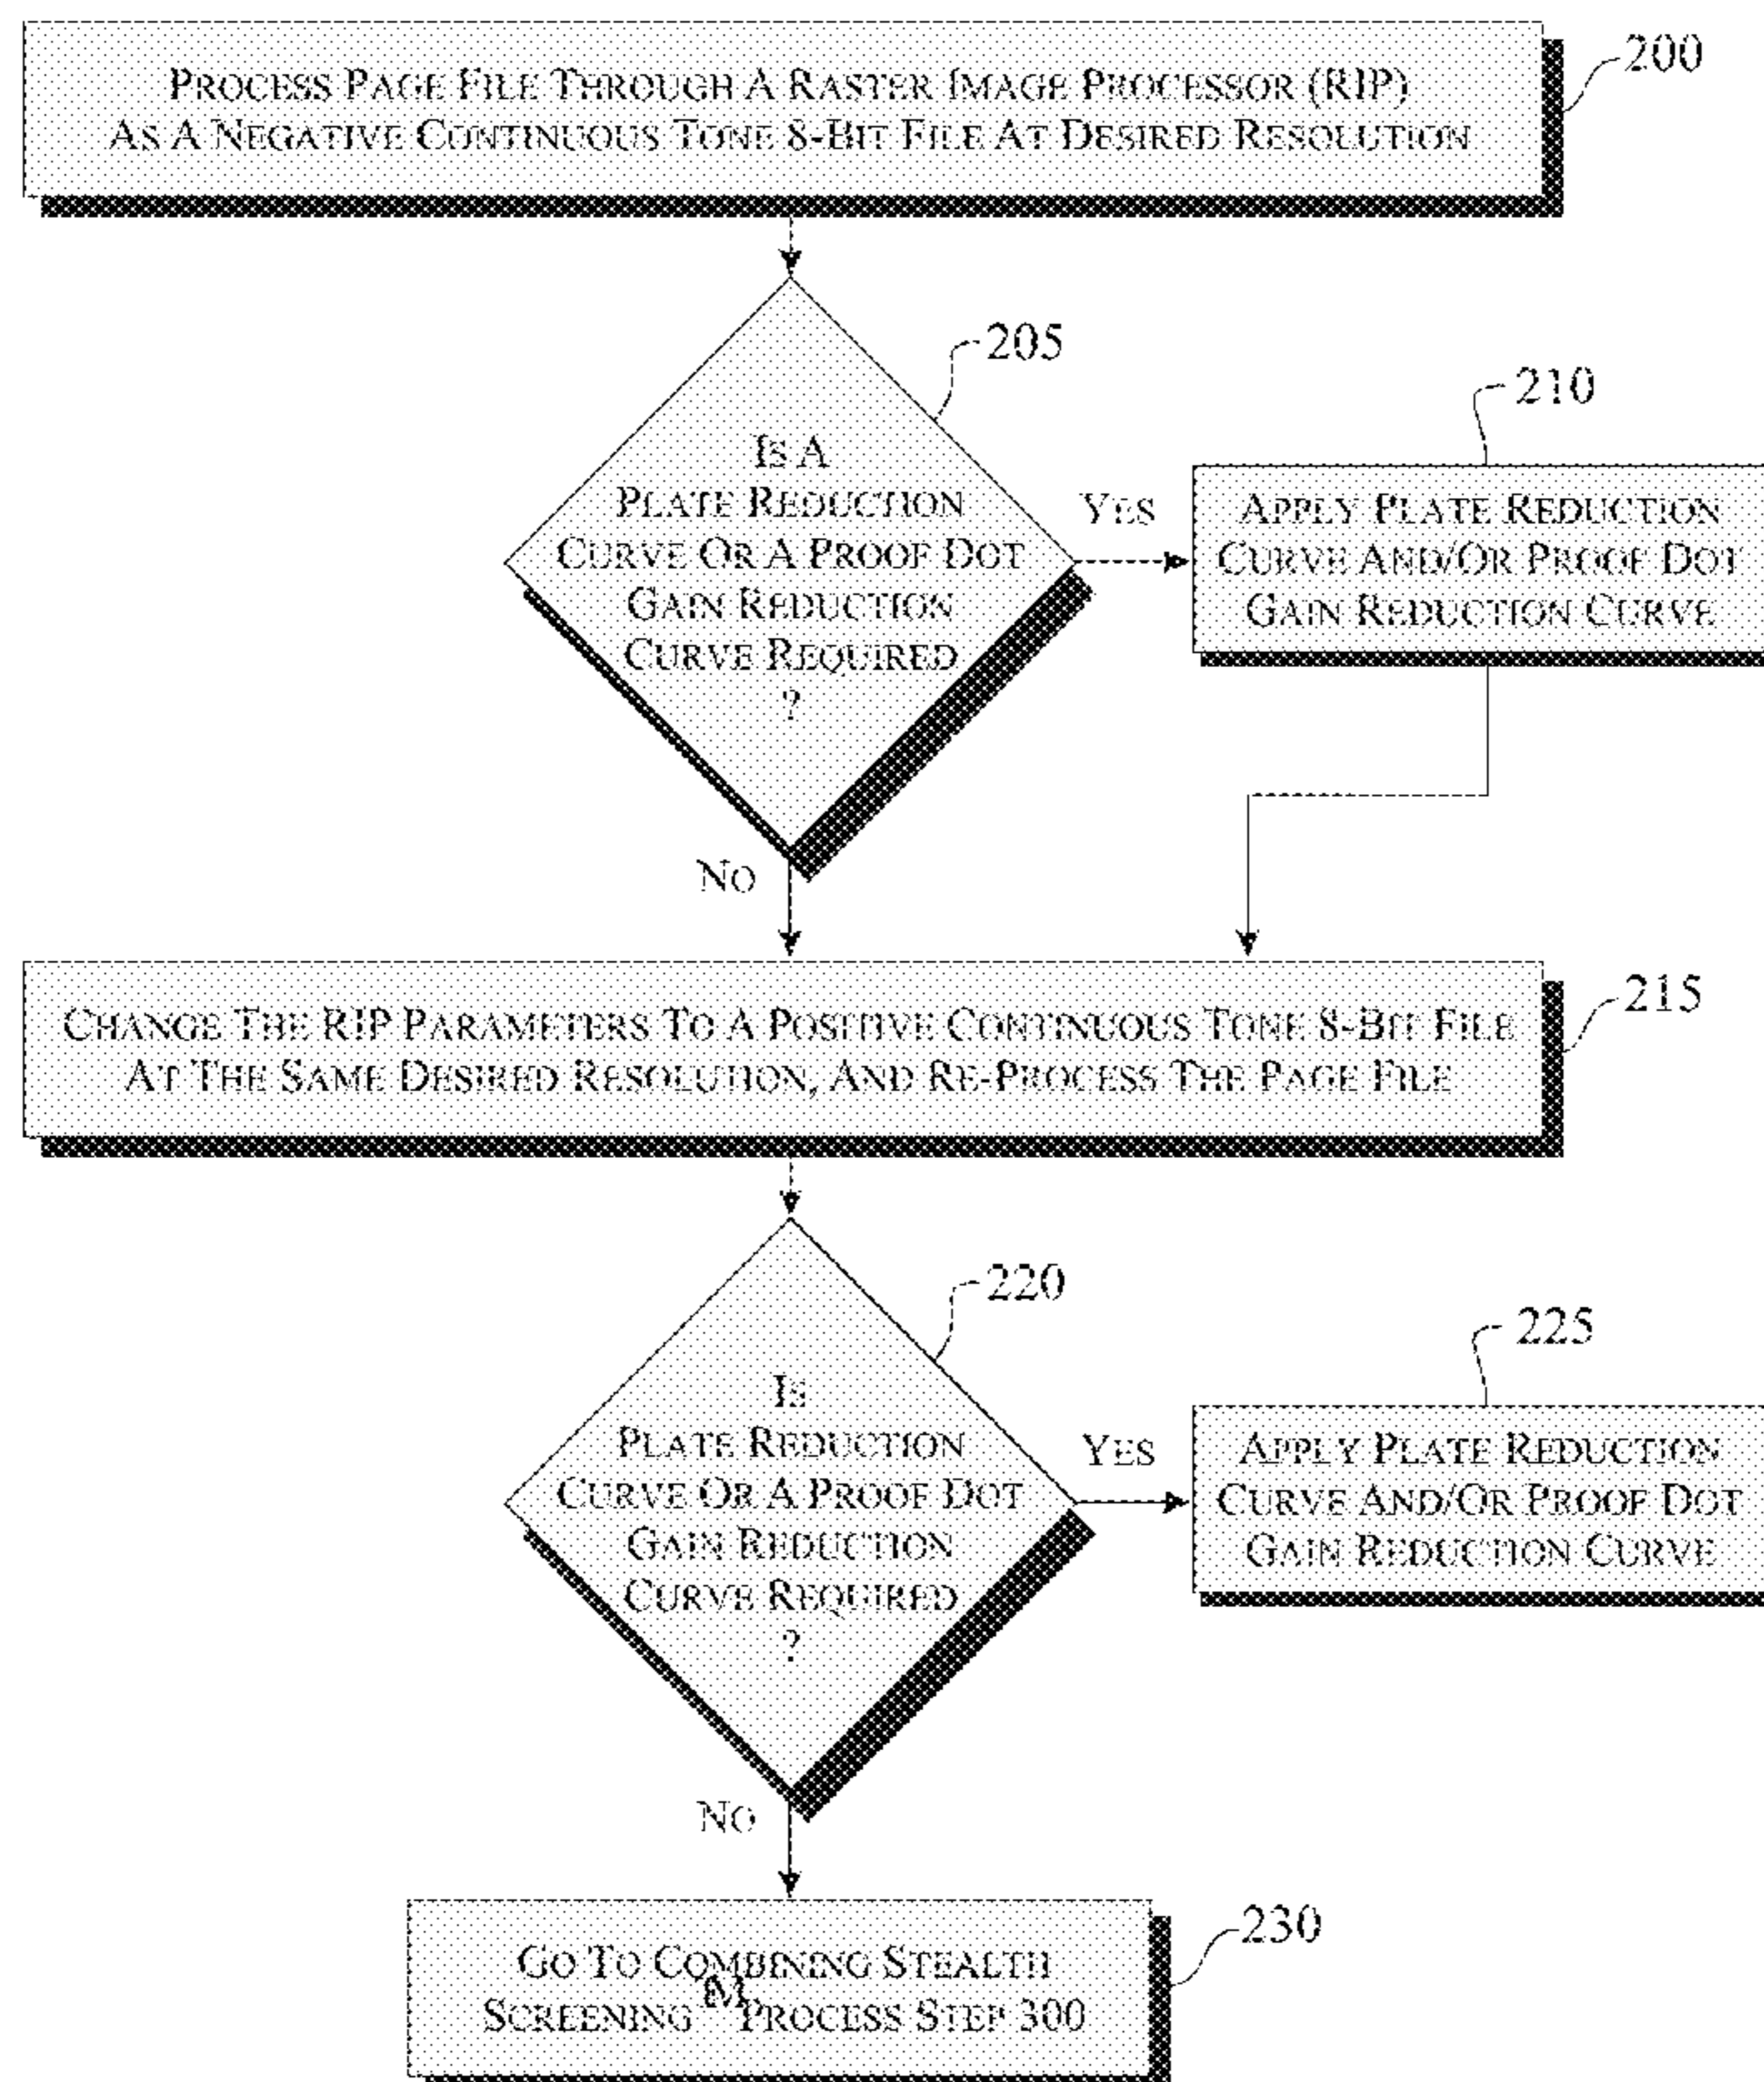 PROCESS PAGE FILE THROUGH A RASTER IMAGE PROCESSOR (RIP)
AS A NEGATIVE CONTINUOUS TONE 8-BIT FILE AT DESIRED RESOLUTION
200
205
IS A
PLATE REDUCTION
CURVE OR A PROOF DOT
GAIN REDUCTION
CURVE REQUIRED
?
YES
210
APPLY PLATE REDUCTION
CURVE AND/OR PROOF DOT
GAIN REDUCTION CURVE
NO
CHANGE THE RIP PARAMETERS TO A POSITIVE CONTINUOUS TONE 8-BIT FILE
AT THE SAME DESIRED RESOLUTION, AND RE-PROCESS THE PAGE FILE
215
220
IS
PLATE REDUCTION
CURVE OR A PROOF DOT
GAIN REDUCTION
CURVE REQUIRED
?
YES
225
APPLY PLATE REDUCTION
CURVE AND/OR PROOF DOT
GAIN REDUCTION CURVE
NO
GO TO COMBINING STEALTH
SCREENING PROCESS STEP 300
230